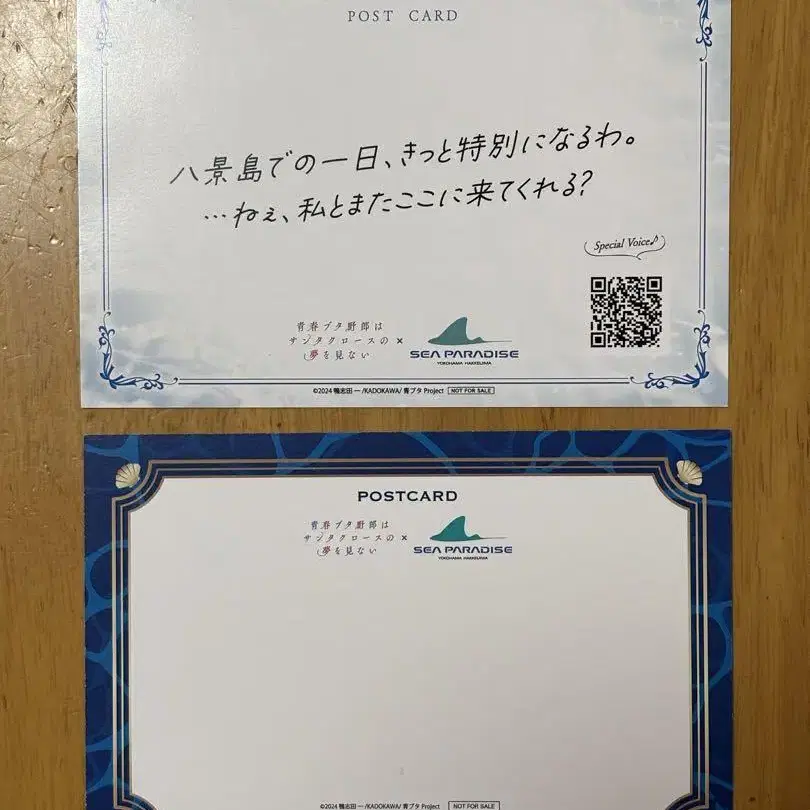 POST CARD
八景島での一日、きっと特別になるわ。
…ねぇ、私とまたここに来てくれる?
Special Voice♪
青春ブタ野郎は
サンタクロースの
夢を見ない
×
SEA PARADISE
YOKOHAMA HAKKEIJIMA
©2024 鴨志田 一/KADOKAWA/青ブタ Project NOT FOR SALE
POSTCARD
青春ブタ野郎は
サンタクロースの
夢を見ない
×
SEA PARADISE
YOKOHAMA HAKKEIJIMA
©2024 鴨志田 一/KADOKAWA/青ブタ Project NOT FOR SALE